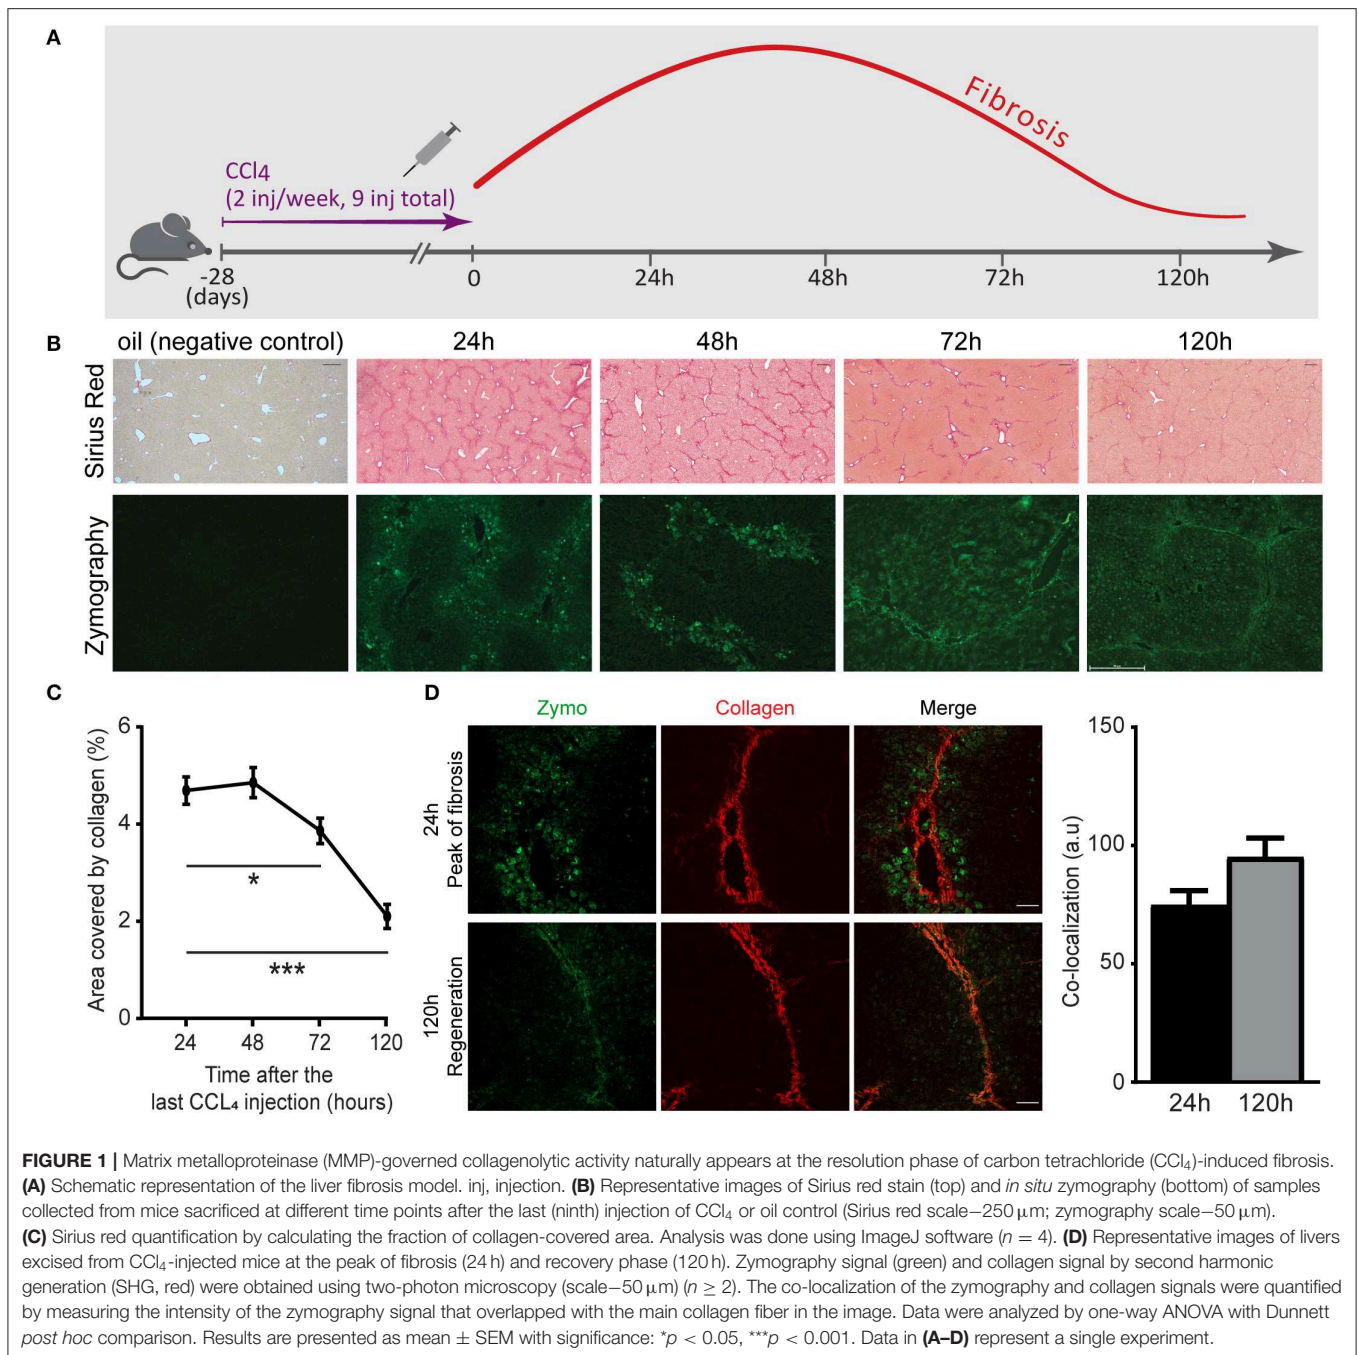 A
Fibrosis
CCl4
(2 inj/week, 9 inj total)
-28
(days)
0
24h
48h
72h
120h
B
oil (negative control)
24h
48h
72h
120h
Sirius Red
Zymography
C
Area covered by collagen (%)
6
4
2
0
*
***
24
48
72
120
Time after the
last CCL₄ injection (hours)
D
Zymo
Collagen
Merge
24h
Peak of fibrosis
120h
Regeneration
Co-localization (a.u)
150
100
50
0
24h
120h
FIGURE 1 | Matrix metalloproteinase (MMP)-governed collagenolytic activity naturally appears at the resolution phase of carbon tetrachloride (CCl₄)-induced fibrosis.
(A) Schematic representation of the liver fibrosis model. inj, injection. (B) Representative images of Sirius red stain (top) and in situ zymography (bottom) of samples
collected from mice sacrificed at different time points after the last (ninth) injection of CCl₄ or oil control (Sirius red scale–250 μm; zymography scale–50 μm).
(C) Sirius red quantification by calculating the fraction of collagen-covered area. Analysis was done using ImageJ software (n = 4). (D) Representative images of livers
excised from CCl₄-injected mice at the peak of fibrosis (24 h) and recovery phase (120 h). Zymography signal (green) and collagen signal by second harmonic
generation (SHG, red) were obtained using two-photon microscopy (scale–50 μm) (n ≥ 2). The co-localization of the zymography and collagen signals were quantified
by measuring the intensity of the zymography signal that overlapped with the main collagen fiber in the image. Data were analyzed by one-way ANOVA with Dunnett
post hoc comparison. Results are presented as mean ± SEM with significance: *p < 0.05, ***p < 0.001. Data in (A–D) represent a single experiment.